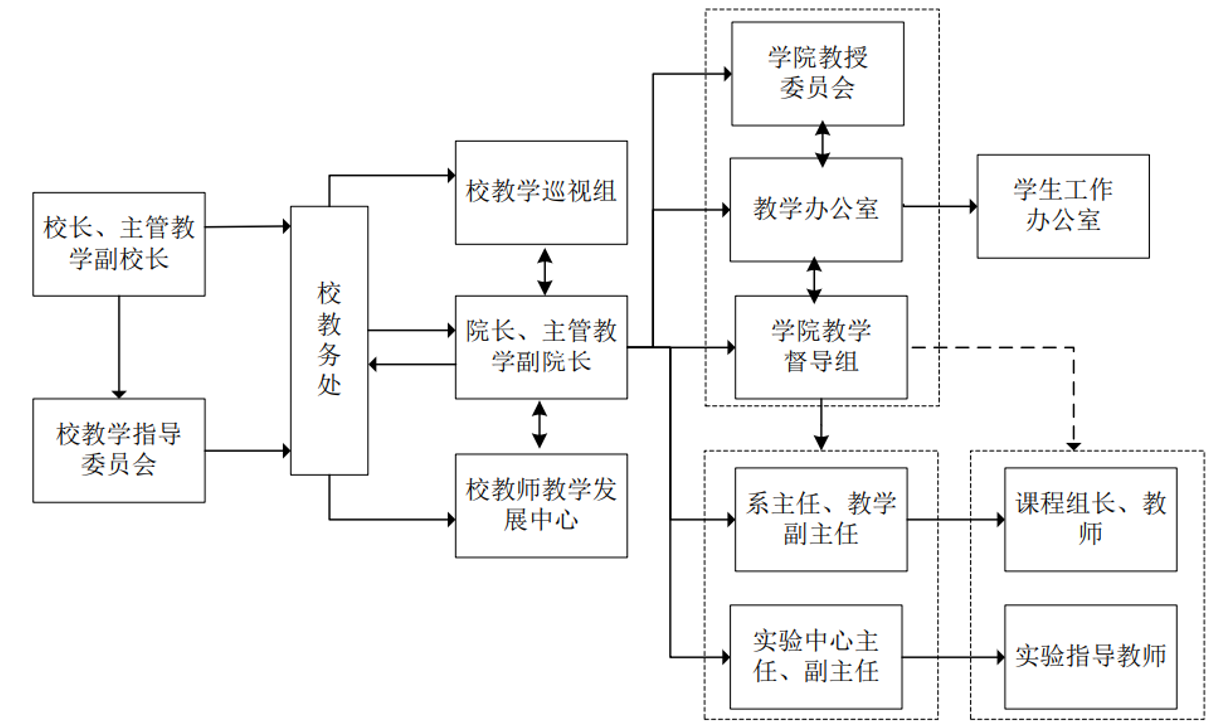 校长、主管教
学副校长
校教学指导
委员会
校
教
务
处
校教学巡视组
院长、主管教
学副院长
校教师教学发
展中心
学院教授
委员会
教学办公室
学院教学
督导组
学生工作
办公室
系主任、教学
副主任
实验中心主
任、副主任
课程组长、教
师
实验指导教师